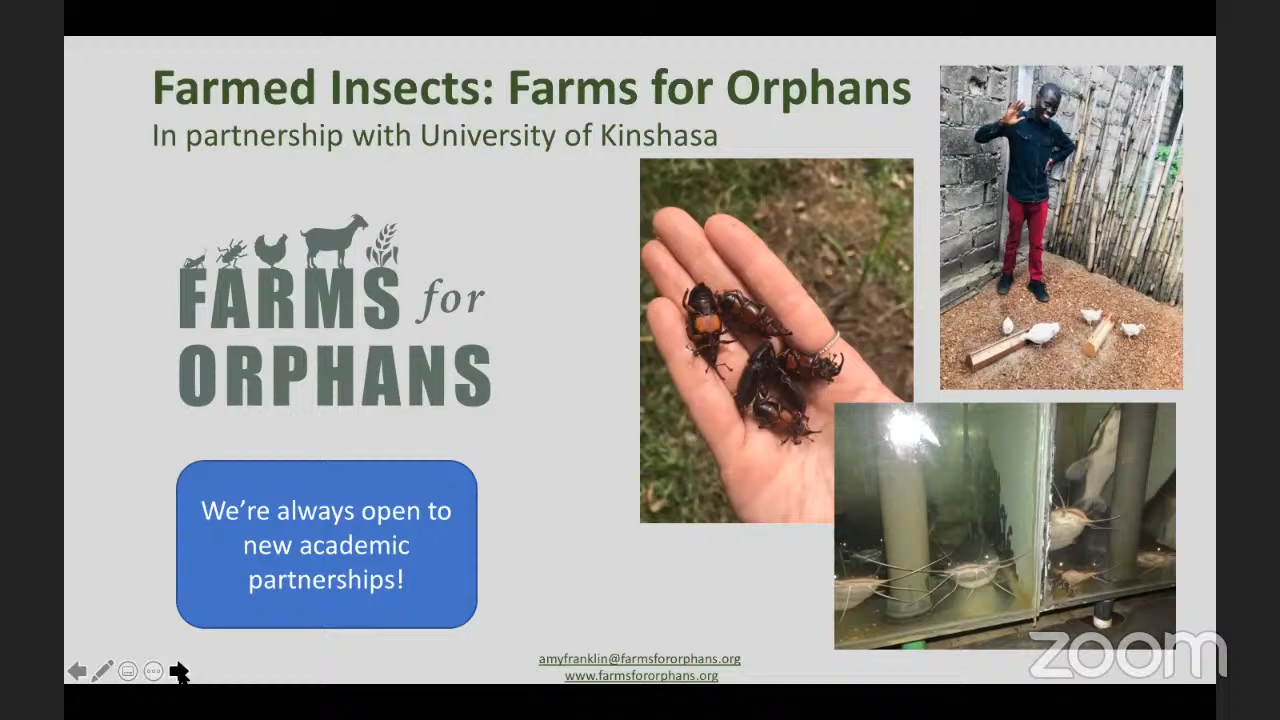 Farmed Insects: Farms for Orphans
In partnership with University of Kinshasa
FARMS for
ORPHANS
We’re always open to
new academic
partnerships!
amyfranklin@farmsfororphans.org
www.farmsfororphans.org
zoom